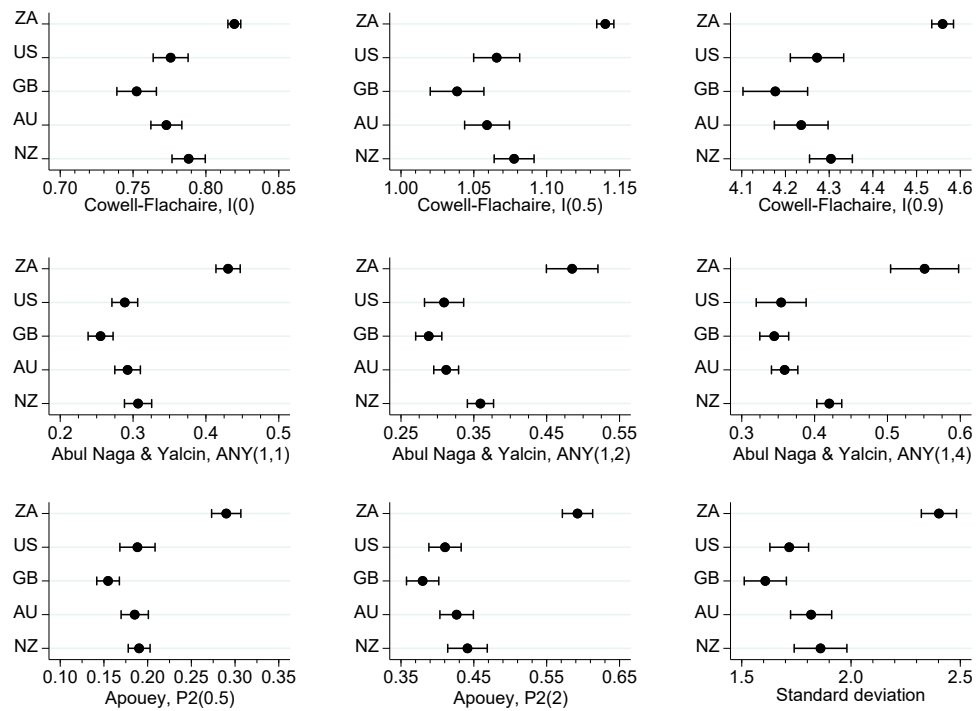 ZA
US
GB
AU
NZ
0.70 0.75 0.80 0.85
Cowell-Flachaire, I(0)
ZA
US
GB
AU
NZ
1.00 1.05 1.10 1.15
Cowell-Flachaire, I(0.5)
ZA
US
GB
AU
NZ
4.1 4.2 4.3 4.4 4.5 4.6
Cowell-Flachaire, I(0.9)
ZA
US
GB
AU
NZ
0.2 0.3 0.4 0.5
Abul Naga & Yalcin, ANY(1,1)
ZA
US
GB
AU
NZ
0.25 0.35 0.45 0.55
Abul Naga & Yalcin, ANY(1,2)
ZA
US
GB
AU
NZ
0.3 0.4 0.5 0.6
Abul Naga & Yalcin, ANY(1,4)
ZA
US
GB
AU
NZ
0.10 0.15 0.20 0.25 0.30 0.35
Apouey, P2(0.5)
ZA
US
GB
AU
NZ
0.35 0.45 0.55 0.65
Apouey, P2(2)
ZA
US
GB
AU
NZ
1.5 2.0 2.5
Standard deviation